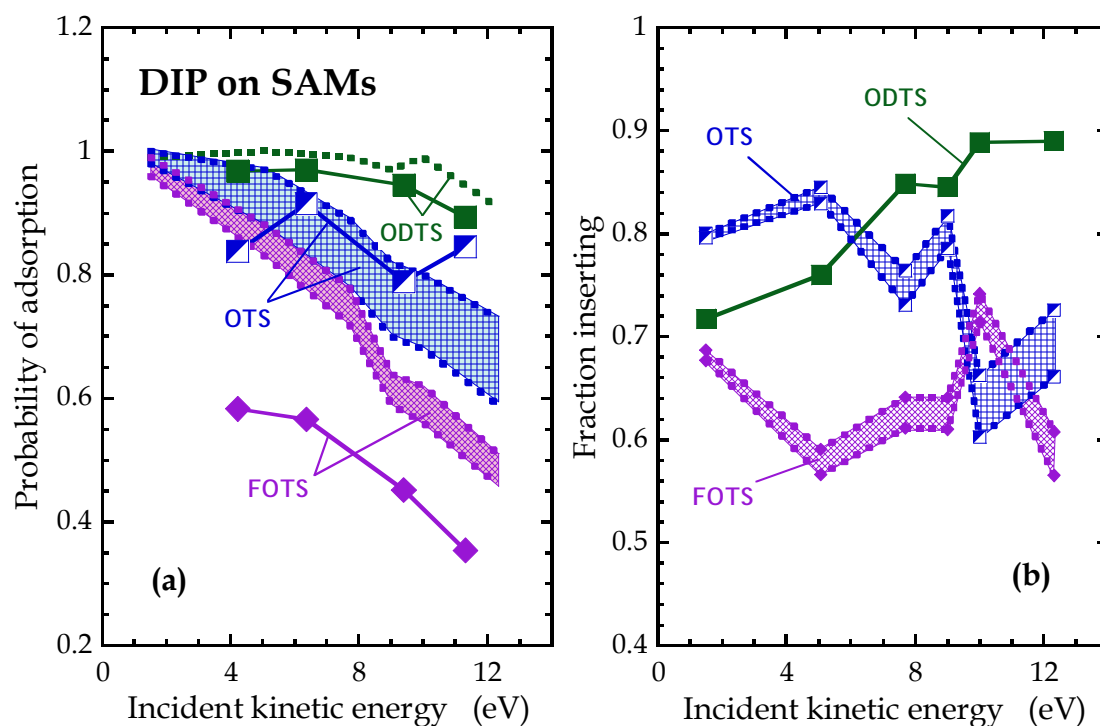 DIP on SAMs
Probability of adsorption
1.2
1
0.8
0.6
0.4
0.2
0
4
8
12
Incident kinetic energy (eV)
ODTS
OTS
FOTS
(a)
Fraction inserting
1
0.9
0.8
0.7
0.6
0.5
0.4
0
4
8
12
Incident kinetic energy (eV)
ODTS
OTS
FOTS
(b)